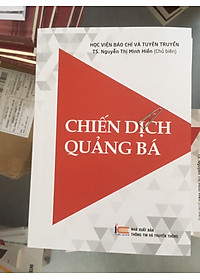 HỌC VIỆN BÁO CHÍ VÀ TUYÊN TRUYỀN
TS. Nguyễn Thị Minh Hiền (Chủ biên)
CHIẾN DỊCH
QUẢNG BÁ
NHÀ XUẤT BẢN
THÔNG TIN VÀ TRUYỀN THÔNG